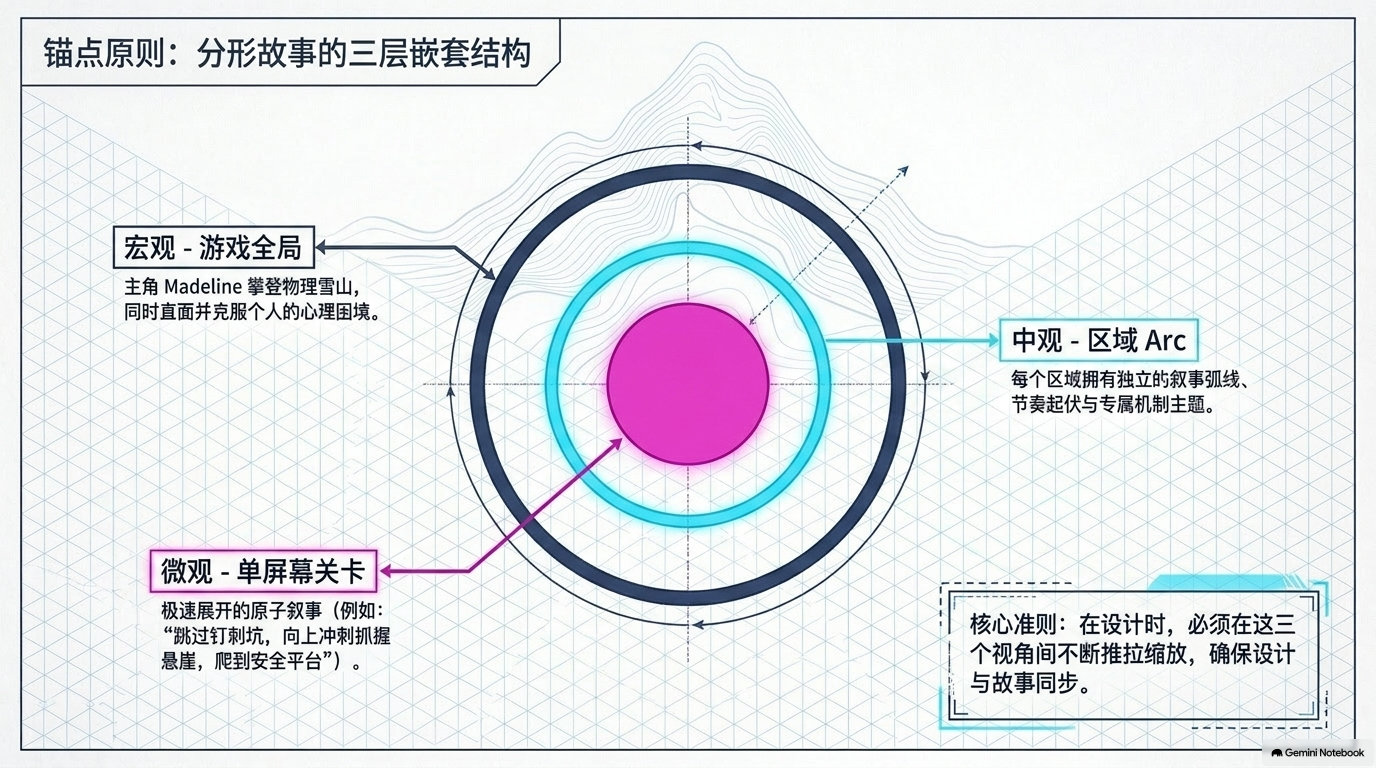 锚点原则：分形故事的三层嵌套结构
宏观 - 游戏全局
主角 Madeline 攀登物理雪山，
同时直面并克服个人的心理困境。
中观 - 区域 Arc
每个区域拥有独立的叙事弧线、
节奏起伏与专属机制主题。
微观 - 单屏幕关卡
极速展开的原子叙事（例如：
“跳过钉刺坑，向上冲刺抓握
悬崖，爬到安全平台”）。
核心准则：在设计时，必须在这三
个视角间不断推拉缩放，确保设计
与故事同步。
Gemini Notebook